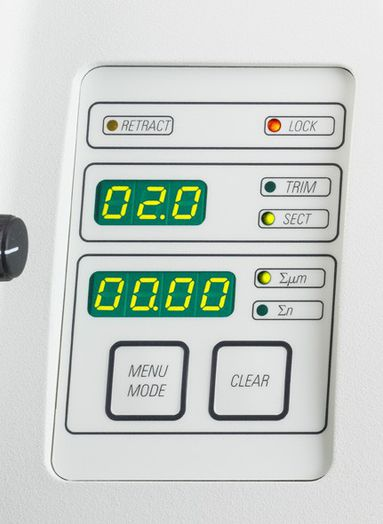 RETRACT
LOCK
02.0
TRIM
SECT
00.00
Σµm
Σn
MENU
MODE
CLEAR